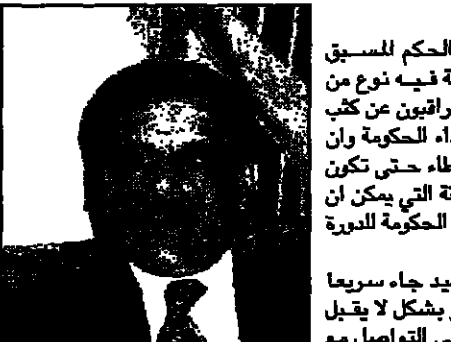 الحكم المسبق
ة فيه نوع من
راقبون عن كثب
داء الحكومة وان
طاء حتى تكون
ة التي يمكن ان
الحكومة للدورة
يد جاء سريعا
بشكل لا يقبل
التواصل مع